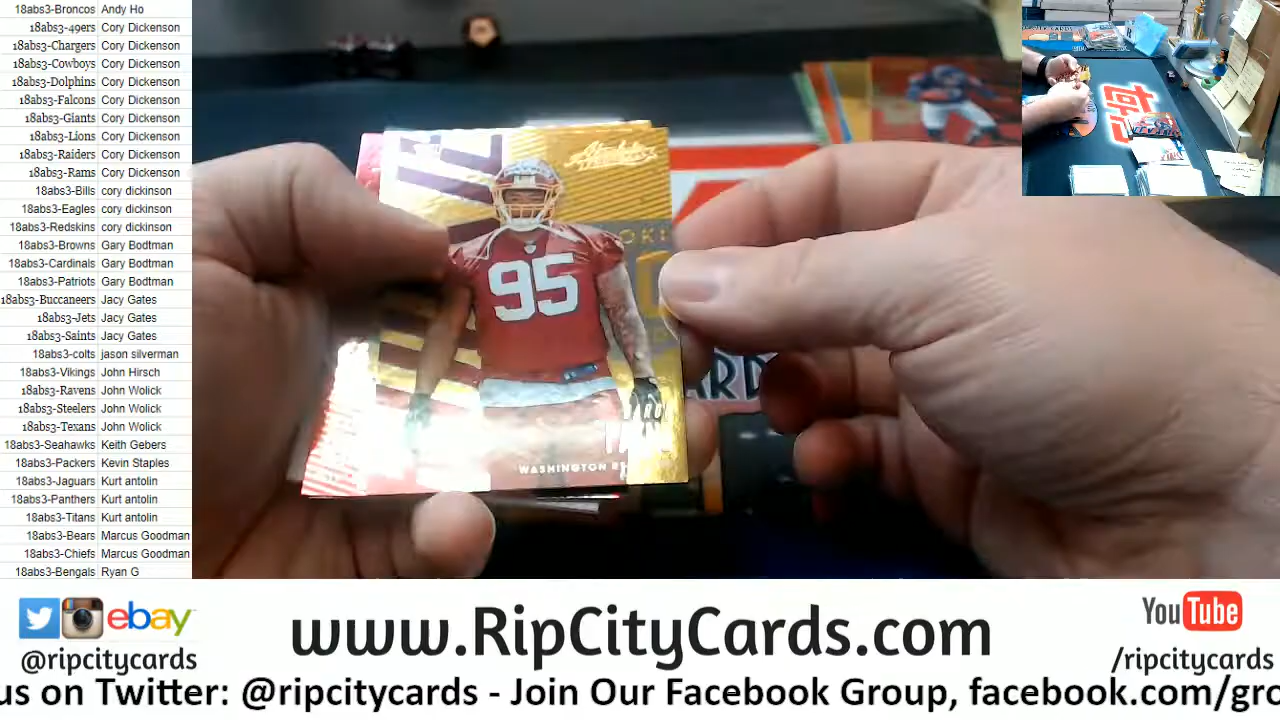 18abs3-Broncos Andy Ho
18abs3-49ers Cory Dickenson
18abs3-Chargers Cory Dickenson
18abs3-Cowboys Cory Dickenson
18abs3-Dolphins Cory Dickenson
18abs3-Falcons Cory Dickenson
18abs3-Giants Cory Dickenson
18abs3-Lions Cory Dickenson
18abs3-Raiders Cory Dickenson
18abs3-Rams Cory Dickenson
18abs3-Bills cory dickinson
18abs3-Eagles cory dickinson
18abs3-Redskins cory dickinson
18abs3-Browns Gary Bodtman
18abs3-Cardinals Gary Bodtman
18abs3-Patriots Gary Bodtman
18abs3-Buccaneers Jacy Gates
18abs3-Jets Jacy Gates
18abs3-Saints Jacy Gates
18abs3-colts jason silverman
18abs3-Vikings John Hirsch
18abs3-Ravens John Wolick
18abs3-Steelers John Wolick
18abs3-Texans John Wolick
18abs3-Seahawks Keith Gebers
18abs3-Packers Kevin Staples
18abs3-Jaguars Kurt antolin
18abs3-Panthers Kurt antolin
18abs3-Titans Kurt antolin
18abs3-Bears Marcus Goodman
18abs3-Chiefs Marcus Goodman
18abs3-Bengals Ryan G
Absolute
95
WASHINGTON
ebay
@ripcitycards
www.RipCityCards.com
YouTube
/ripcitycards
us on Twitter: @ripcitycards - Join Our Facebook Group, facebook.com/gro